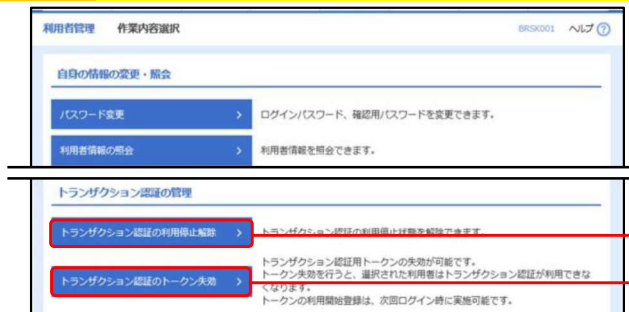 利用者管理 作業内容選択 BRSK001 ヘルプ ?
自身の情報の変更・照会
パスワード変更 > ログインパスワード、確認用パスワードを変更できます。
利用者情報の照会 > 利用者情報を照会できます。
トランザクション認証の管理
トランザクション認証の利用停止解除 > トランザクション認証の利用停止状態を解除できます。
トランザクション認証用トークンの失効が可能です。
トランザクション認証のトークン失効 > トークン失効を行うと、選択された利用者はトランザクション認証が利用できな
くなります。
トークンの利用開始登録は、次回ログイン時に実施可能です。